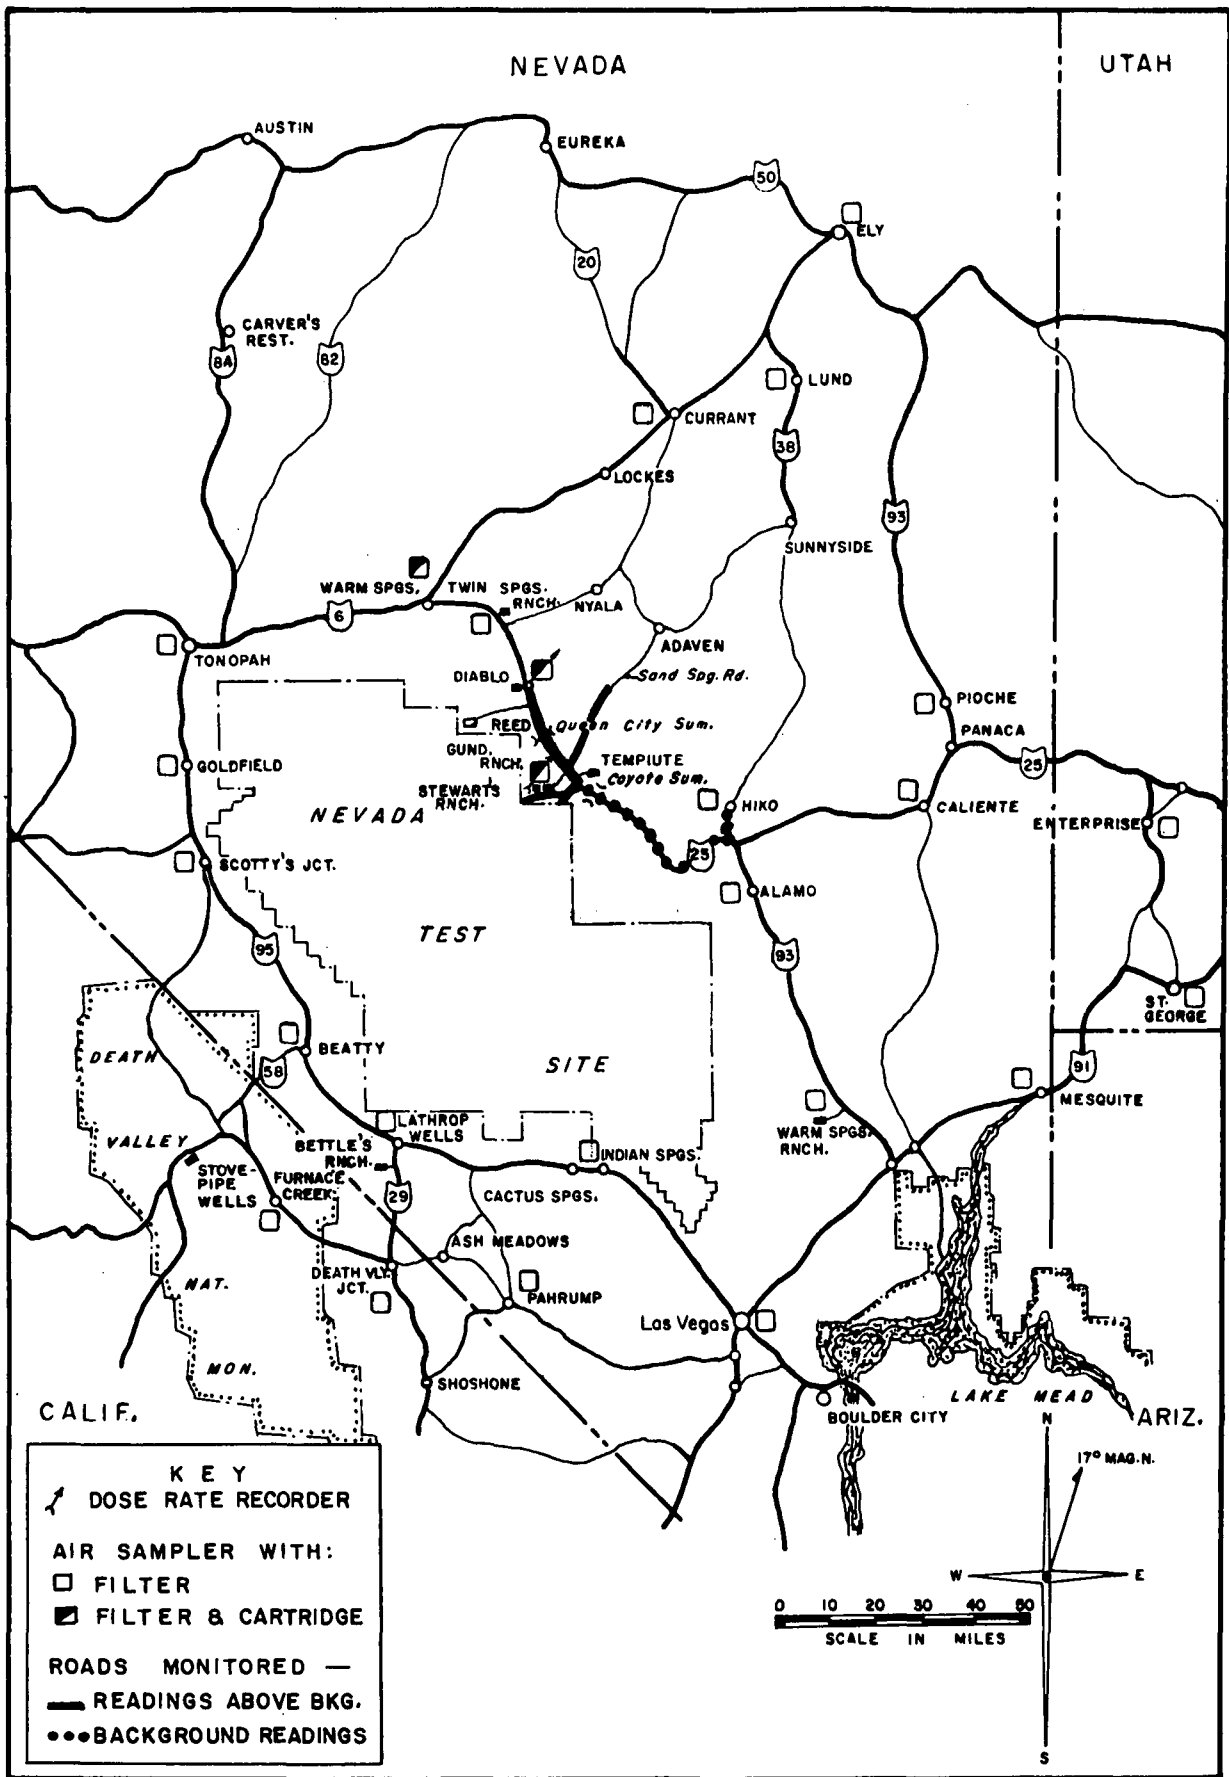 NEVADA
UTAH
AUSTIN
EUREKA
50
ELY
20
CARVER'S
REST.
84
82
LUND
CURRANT
38
LOCKES
93
SUNNYSIDE
WARM SPGS.
TWIN SPGS.
RNCH.
NYALA
6
ADAVEN
TONOPAH
DIABLO
Sand Spg. Rd.
PIOCHE
REED
Queen City Sum.
PANACA
GUND.
RNCH.
TEMPIUTE
25
GOLDFIELD
Coyote Sum.
STEWARTS
RNCH.
HIKO
CALIENTE
NEVADA
ENTERPRISE
SCOTTY'S JCT.
25
ALAMO
TEST
95
93
ST.
GEORGE
DEATH
BEATTY
SITE
58
91
MESQUITE
LATHROP
WELLS
WARM SPGS.
RNCH.
VALLEY
BETTLE'S
RNCH.
INDIAN SPGS.
STOVE-
PIPE
WELLS
FURNACE
CREEK
29
CACTUS SPGS.
ASH MEADOWS
DEATH VLY.
JCT.
NAT.
PAHRUMP
Las Vegas
MON.
SHOSHONE
LAKE MEAD
BOULDER CITY
CALIF.
ARIZ.
N
17° MAG. N.
W
E
S
0 10 20 30 40 50
SCALE IN MILES
KEY
DOSE RATE RECORDER
AIR SAMPLER WITH:
FILTER
FILTER & CARTRIDGE
ROADS MONITORED —
READINGS ABOVE BKG.
BACKGROUND READINGS